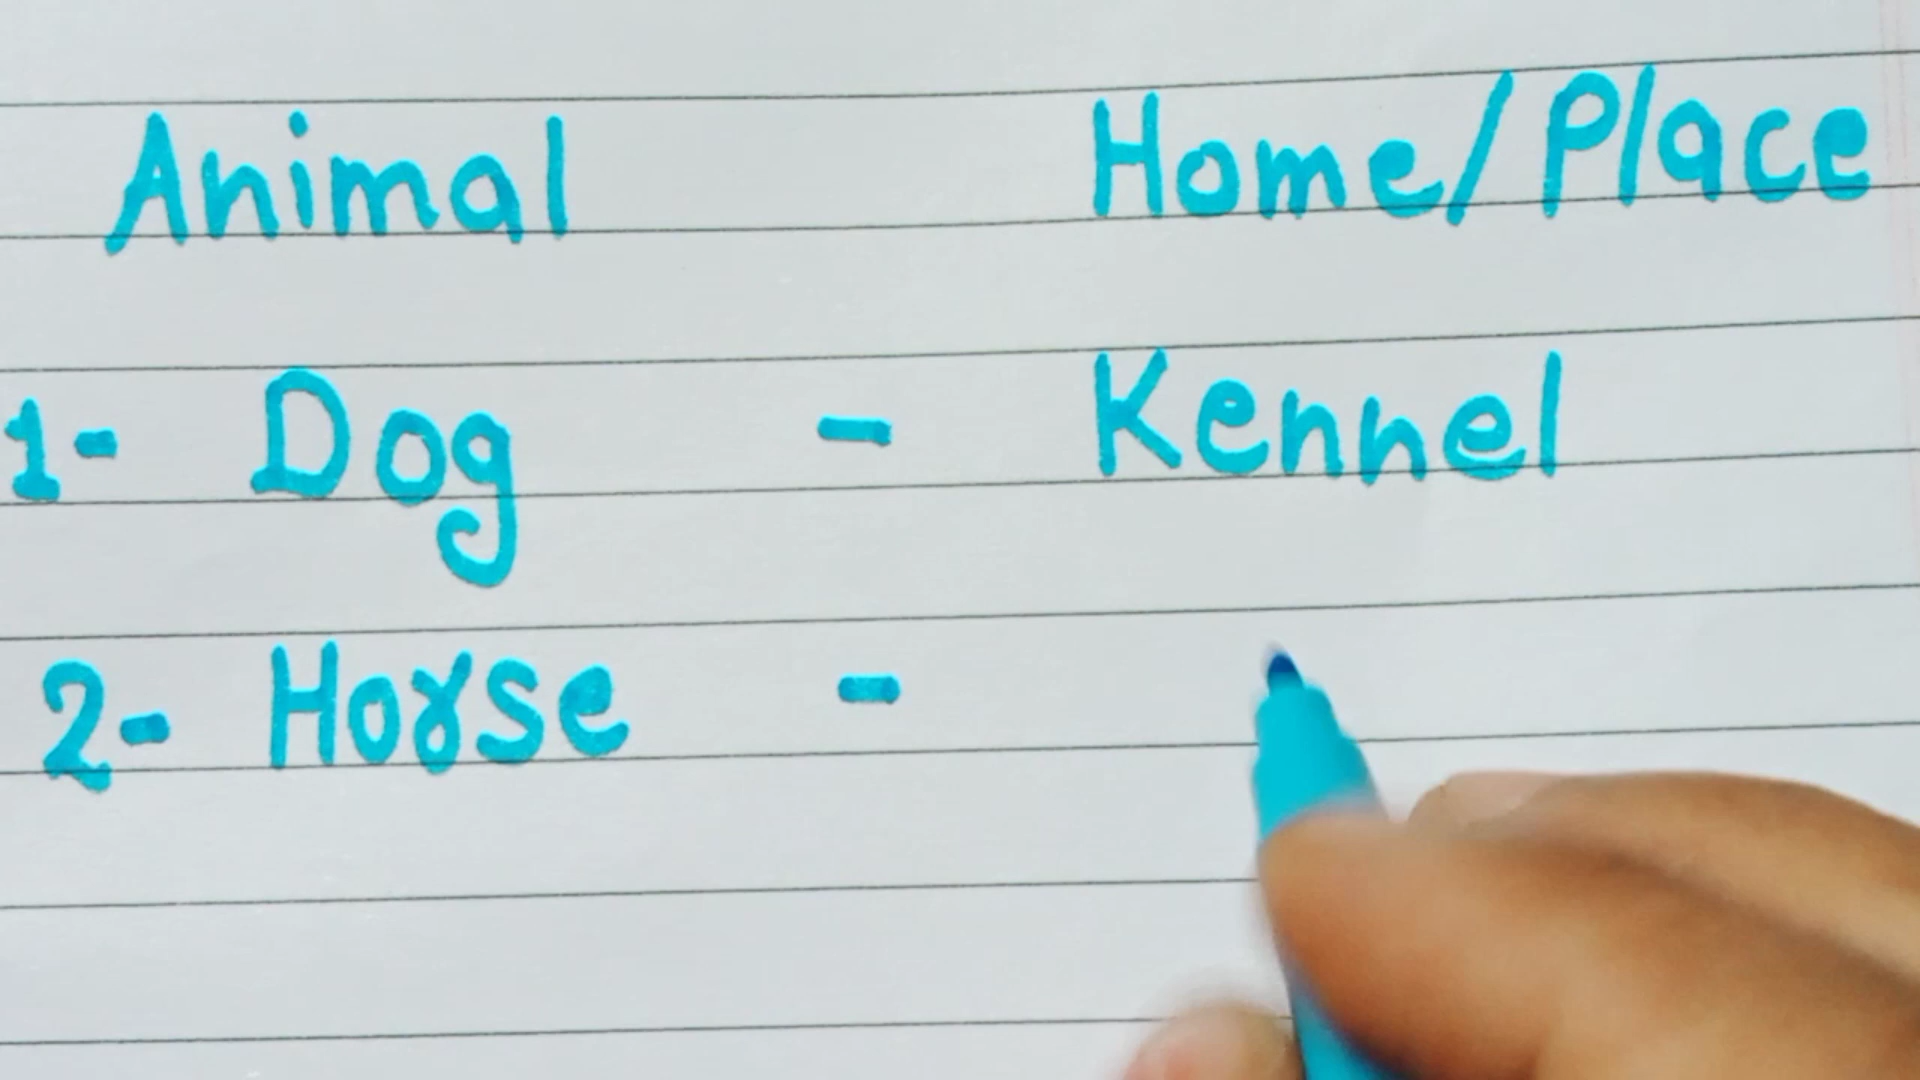 Animal Home/Place
1- Dog - Kennel
2- Horse -